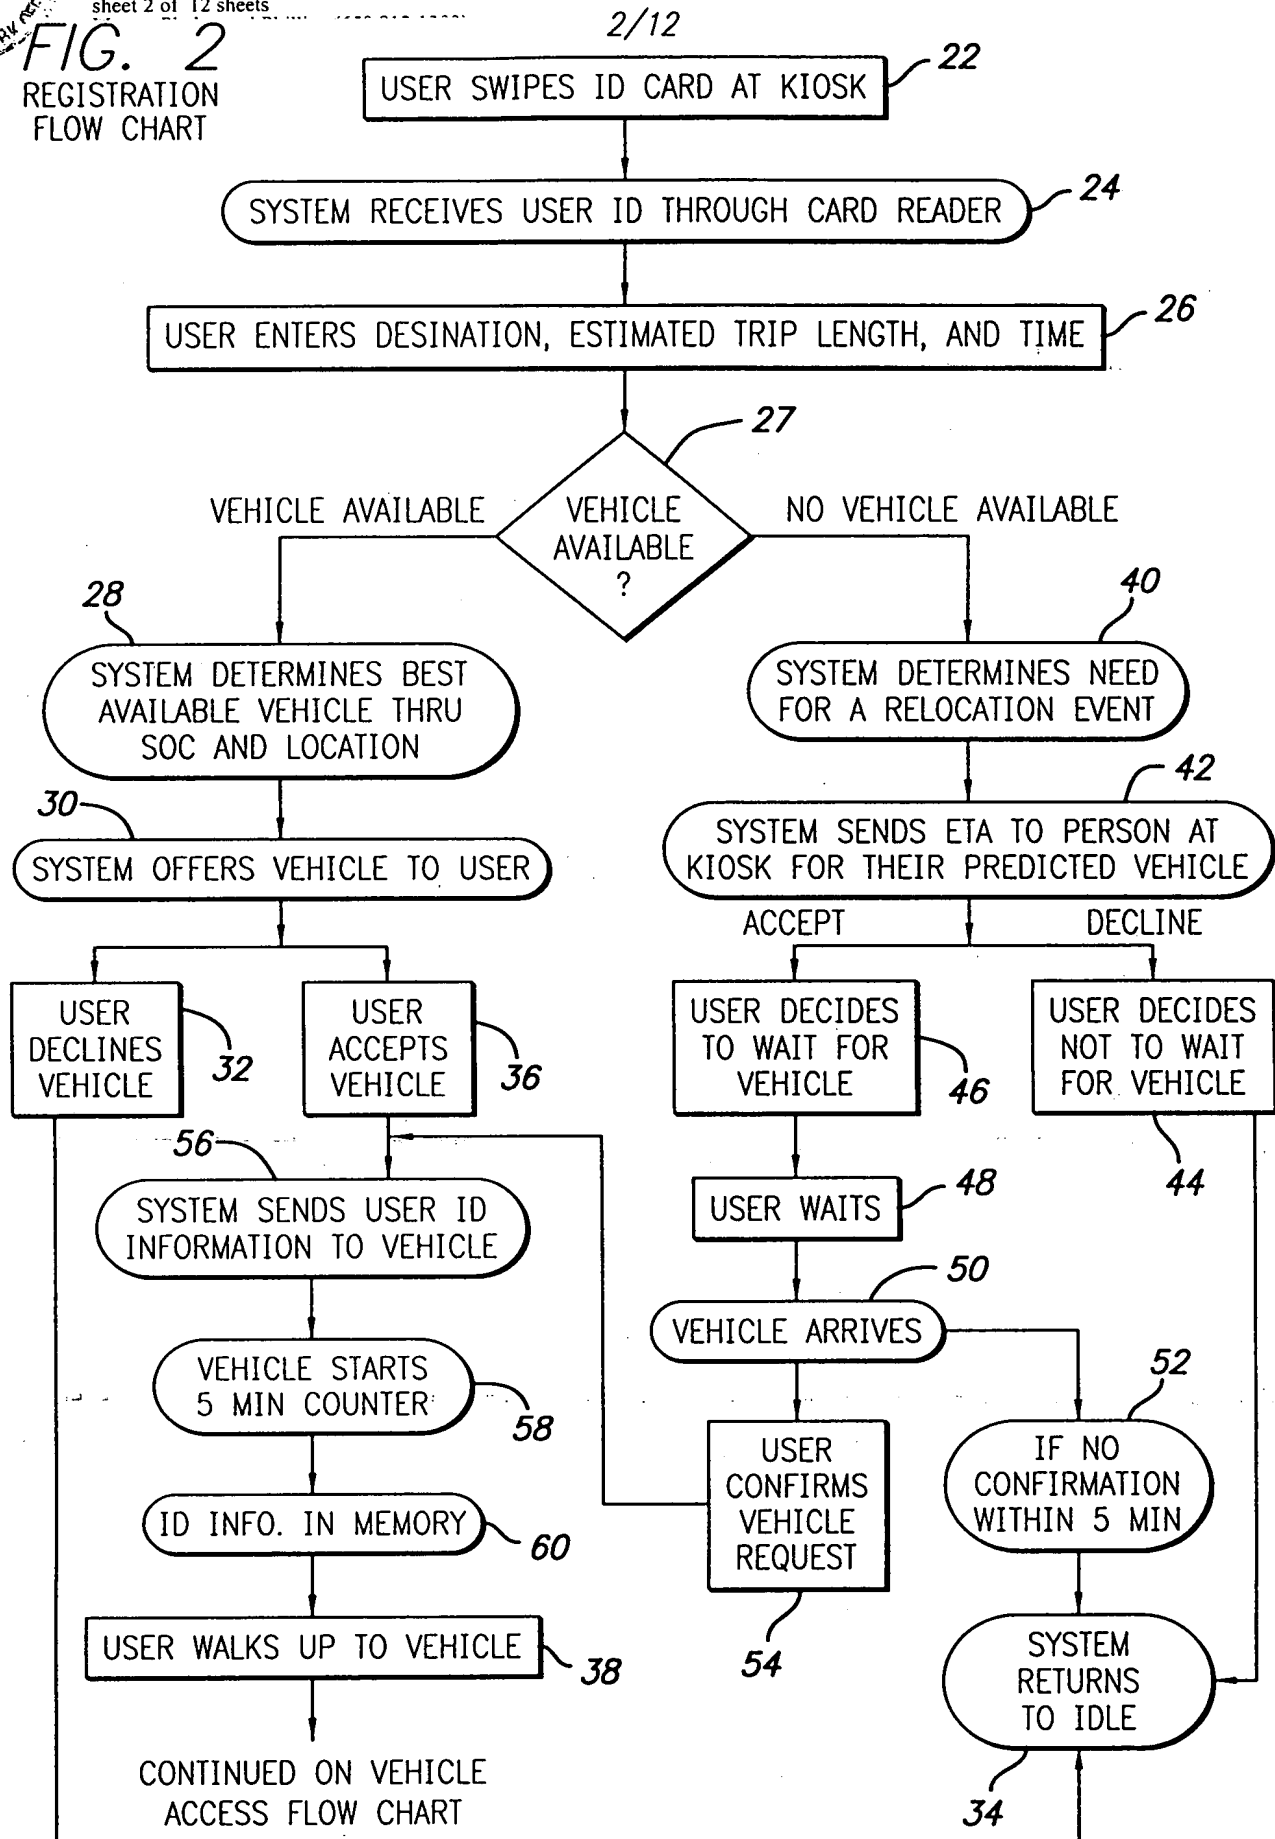 sheet 2 of 12 sheets
2/12
FIG. 2
REGISTRATION
FLOW CHART
USER SWIPES ID CARD AT KIOSK
22
SYSTEM RECEIVES USER ID THROUGH CARD READER
24
USER ENTERS DESINATION, ESTIMATED TRIP LENGTH, AND TIME
26
27
VEHICLE AVAILABLE
VEHICLE
AVAILABLE
?
NO VEHICLE AVAILABLE
28
SYSTEM DETERMINES BEST
AVAILABLE VEHICLE THRU
SOC AND LOCATION
40
SYSTEM DETERMINES NEED
FOR A RELOCATION EVENT
30
SYSTEM OFFERS VEHICLE TO USER
42
SYSTEM SENDS ETA TO PERSON AT
KIOSK FOR THEIR PREDICTED VEHICLE
ACCEPT
DECLINE
USER
DECLINES
VEHICLE
32
USER
ACCEPTS
VEHICLE
36
USER DECIDES
TO WAIT FOR
VEHICLE
46
USER DECIDES
NOT TO WAIT
FOR VEHICLE
44
56
SYSTEM SENDS USER ID
INFORMATION TO VEHICLE
USER WAITS
48
VEHICLE ARRIVES
50
VEHICLE STARTS
5 MIN COUNTER
58
USER
CONFIRMS
VEHICLE
REQUEST
54
52
IF NO
CONFIRMATION
WITHIN 5 MIN
ID INFO. IN MEMORY
60
USER WALKS UP TO VEHICLE
38
SYSTEM
RETURNS
TO IDLE
34
CONTINUED ON VEHICLE
ACCESS FLOW CHART